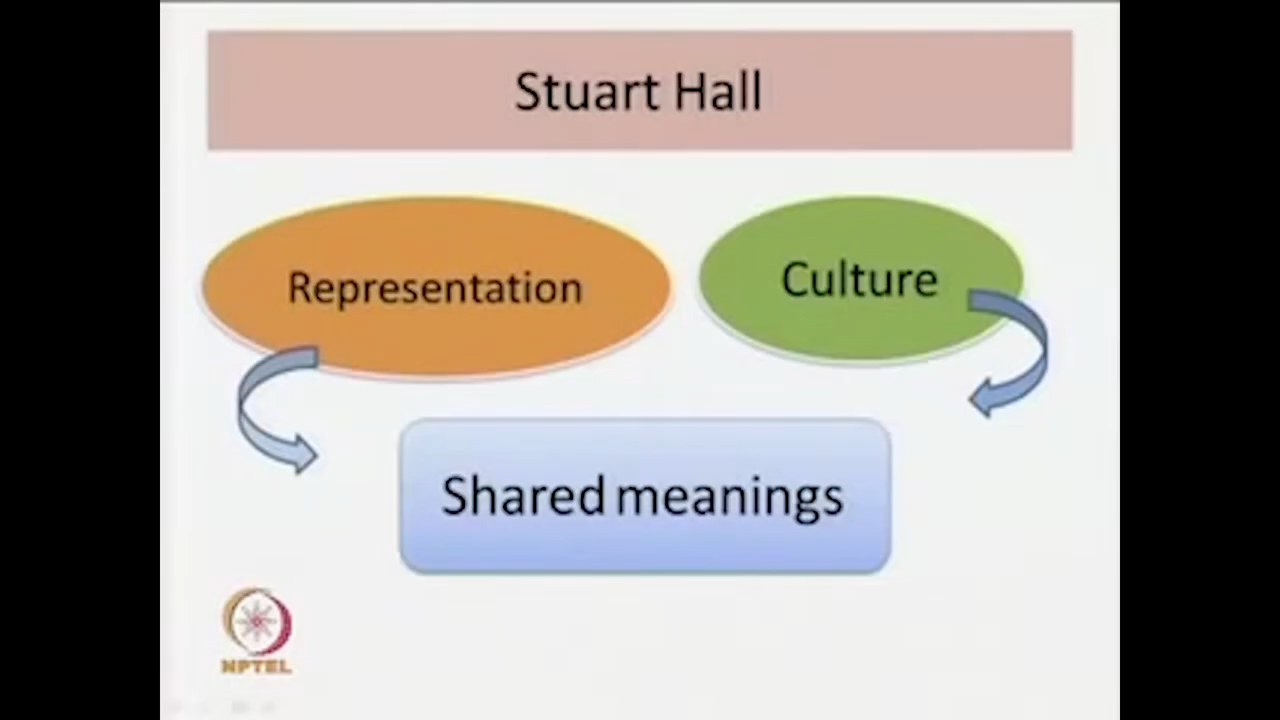 Stuart Hall
Representation
Culture
Shared meanings
NPTEL